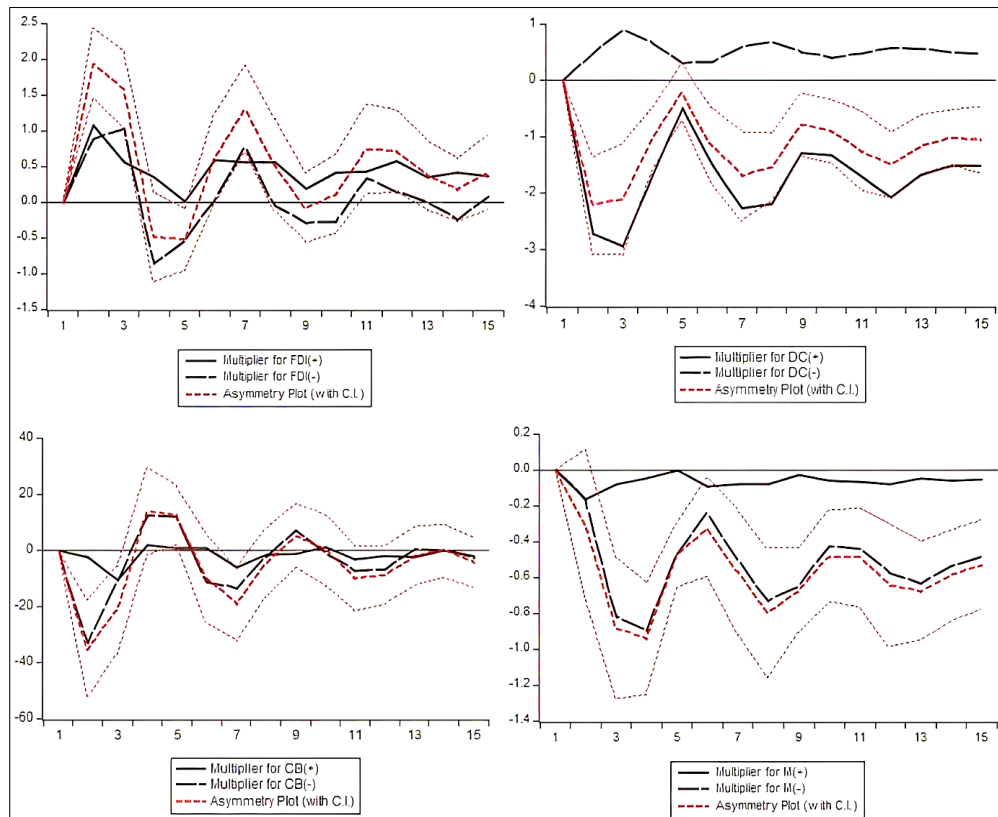 2.5
2.0
1.5
1.0
0.5
0.0
-0.5
-1.0
-1.5
1 3 5 7 9 11 13 15
Multiplier for FDI(+)
Multiplier for FDI(-)
Asymmetry Plot (with C.I.)
1
0
-1
-2
-3
-4
1 3 5 7 9 11 13 15
Multiplier for DC(+)
Multiplier for DC(-)
Asymmetry Plot (with C.I.)
40
20
0
-20
-40
-60
1 3 5 7 9 11 13 15
Multiplier for CB(+)
Multiplier for CB(-)
Asymmetry Plot (with C.I.)
0.2
0.0
-0.2
-0.4
-0.6
-0.8
-1.0
-1.2
-1.4
1 3 5 7 9 11 13 15
Multiplier for M(+)
Multiplier for M(-)
Asymmetry Plot (with C.I.)